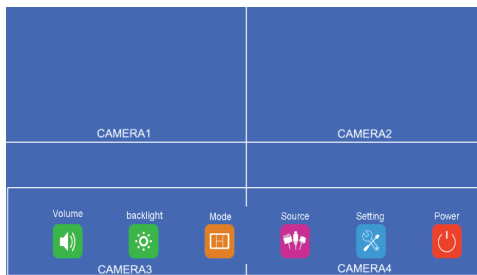 CAMERA1 CAMERA2
Volume backlight Mode Source Setting Power
CAMERA3 CAMERA4